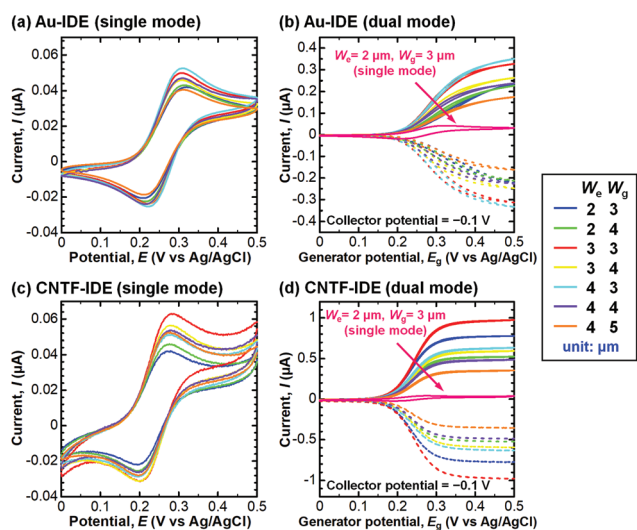 (a) Au-IDE (single mode)
0.06
0.04
0.02
0
−0.02
−0.04
Current, I (μA)
0 0.1 0.2 0.3 0.4 0.5
Potential, E (V vs Ag/AgCl)
(b) Au-IDE (dual mode)
0.5
0.4
0.3
0.2
0.1
0
-0.1
-0.2
-0.3
-0.4
Current, I (μA)
We= 2 μm, Wg= 3 μm
(single mode)
Collector potential = −0.1 V
0 0.1 0.2 0.3 0.4 0.5
Generator potential, Eg (V vs Ag/AgCl)
(c) CNTF-IDE (single mode)
0.08
0.06
0.04
0.02
0
−0.02
−0.04
Current, I (μA)
0 0.1 0.2 0.3 0.4 0.5
Potential, E (V vs Ag/AgCl)
(d) CNTF-IDE (dual mode)
1
0.5
0
-0.5
-1
Current, I (μA)
We= 2 μm, Wg= 3 μm
(single mode)
Collector potential = −0.1 V
0 0.1 0.2 0.3 0.4 0.5
Generator potential, Eg (V vs Ag/AgCl)
We Wg
2 3
2 4
3 3
3 4
4 3
4 4
4 5
unit: μm